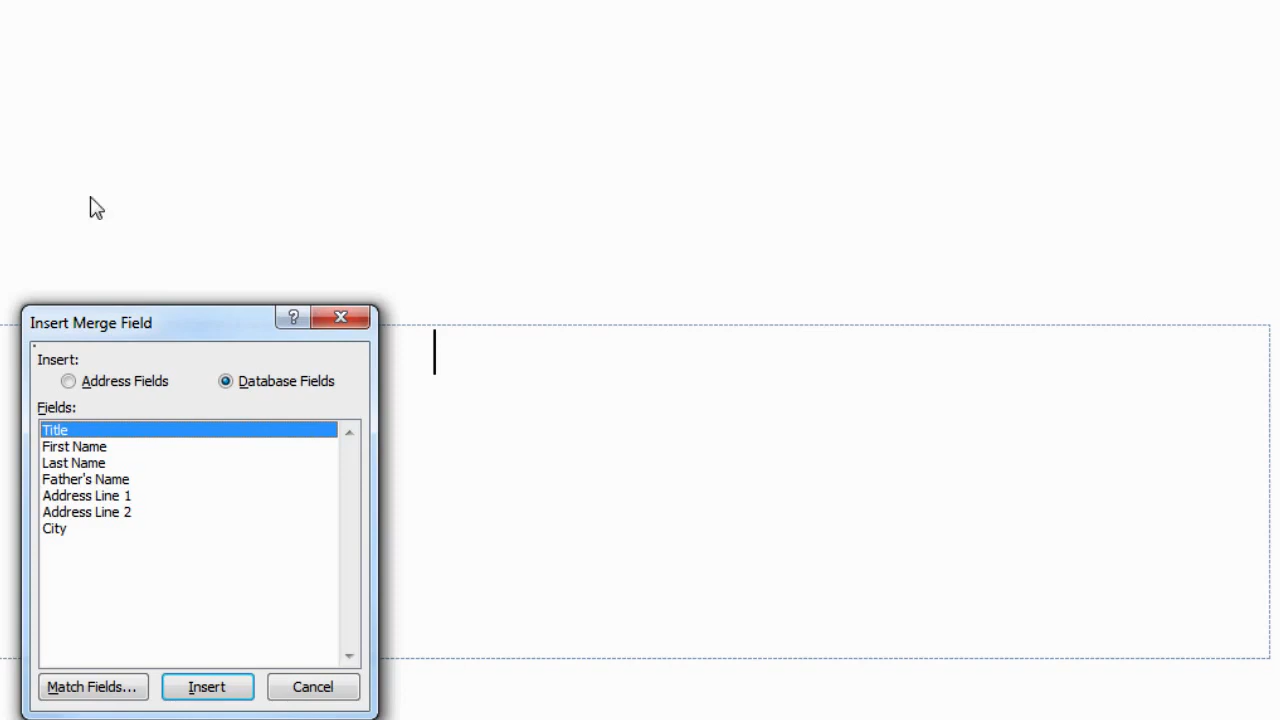 Insert Merge Field
Insert:
Address Fields Database Fields
Fields:
Title
First Name
Last Name
Father's Name
Address Line 1
Address Line 2
City
Match Fields... Insert Cancel